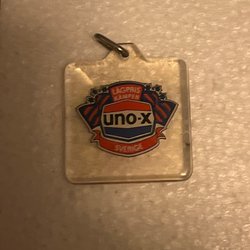 LÅGPRIS
KÄMPEN
uno-x
SVERIGE